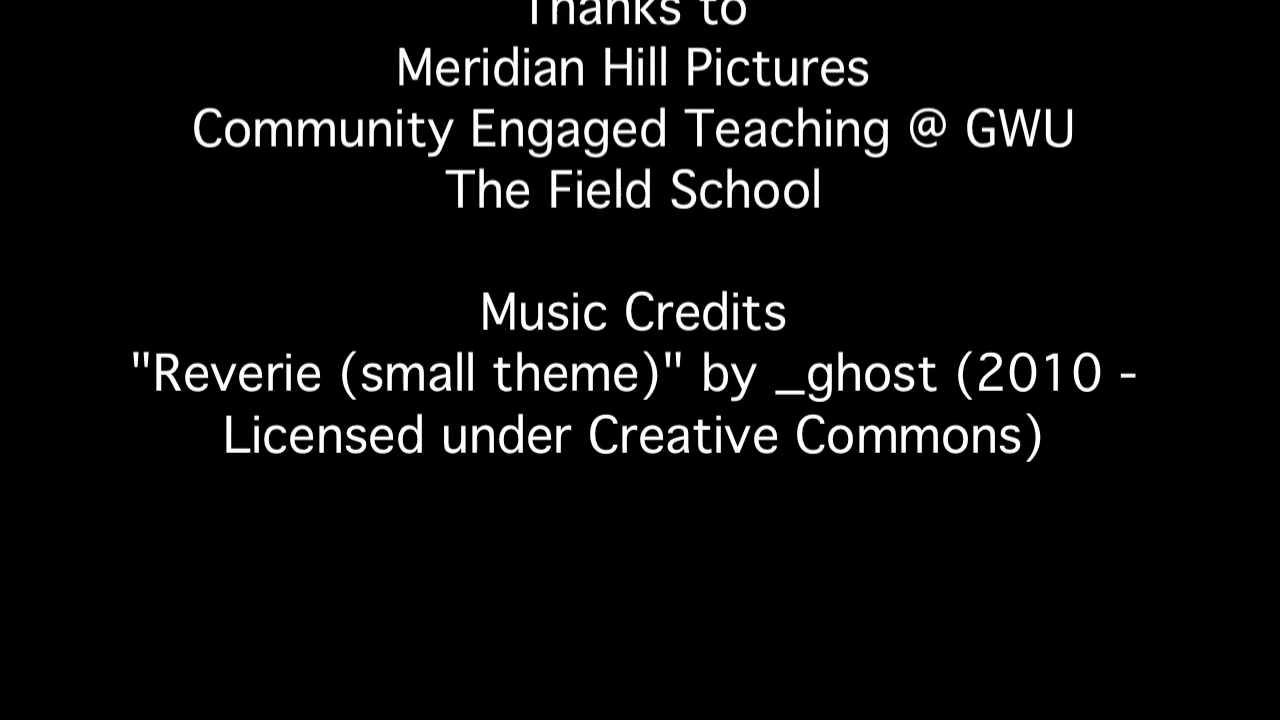 Thanks to
Meridian Hill Pictures
Community Engaged Teaching @ GWU
The Field School
Music Credits
"Reverie (small theme)" by _ghost (2010 -
Licensed under Creative Commons)